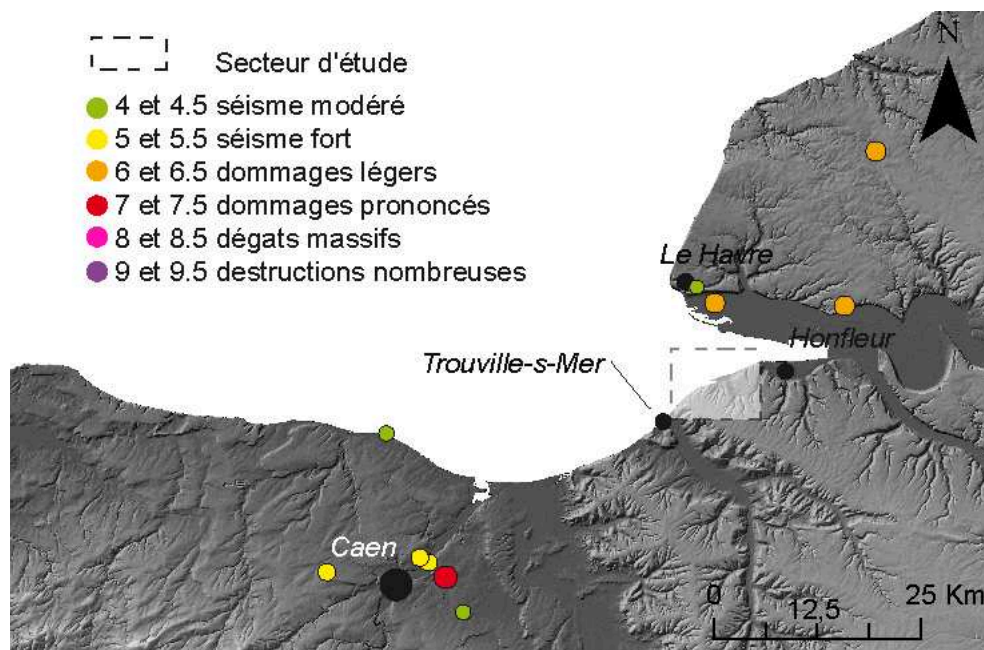 Secteur d'étude
4 et 4.5 séisme modéré
5 et 5.5 séisme fort
6 et 6.5 dommages légers
7 et 7.5 dommages prononcés
8 et 8.5 dégats massifs
9 et 9.5 destructions nombreuses
N
Le Havre
Honfleur
Trouville-s-Mer
Caen
0 12,5 25 Km